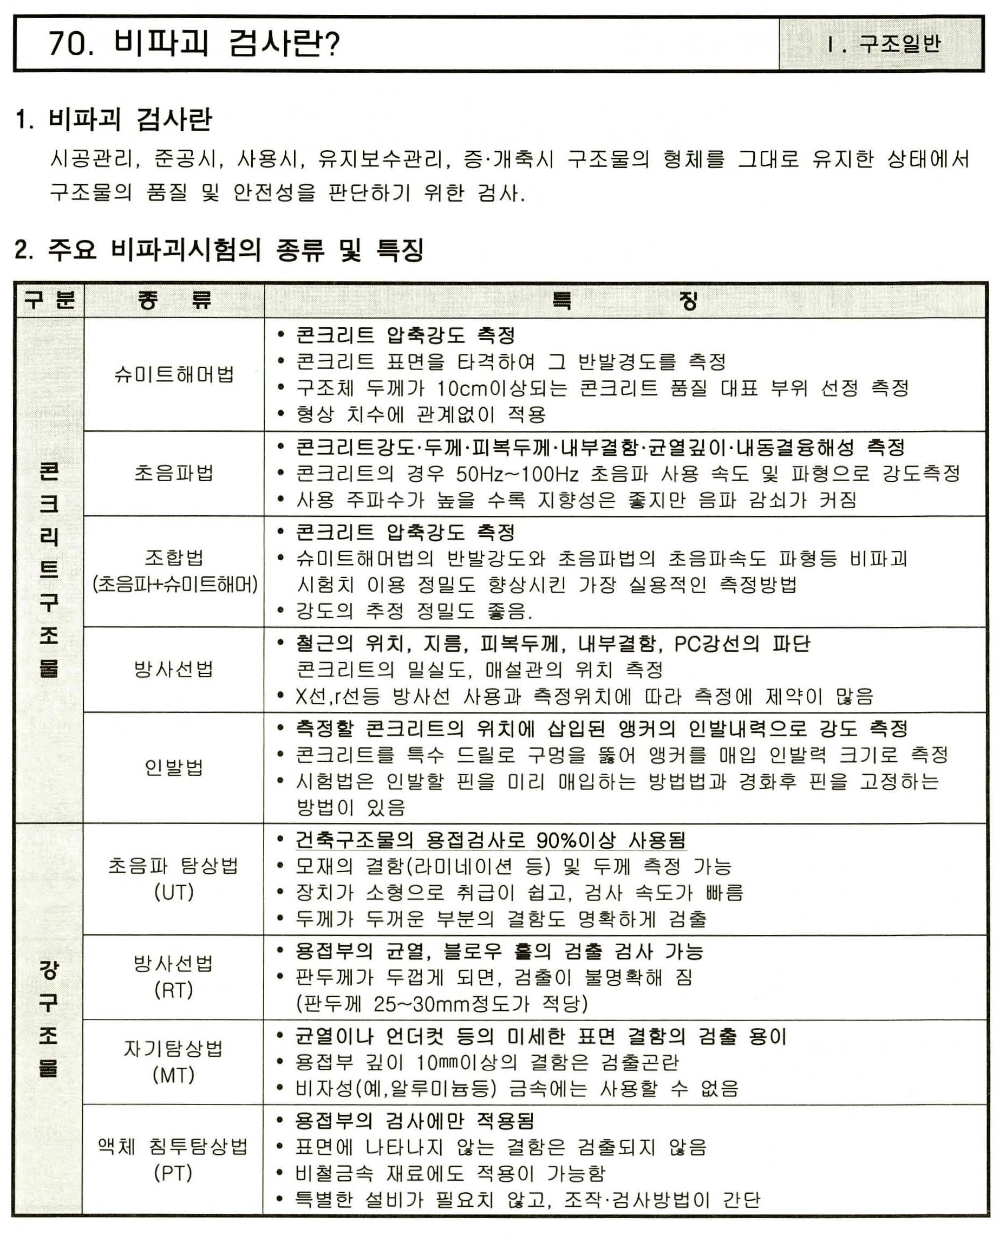 70. 비파괴 검사란?
Ⅰ. 구조일반
1. 비파괴 검사란
시공관리, 준공시, 사용시, 유지보수관리, 증·개축시 구조물의 형체를 그대로 유지한 상태에서
구조물의 품질 및 안전성을 판단하기 위한 검사.
2. 주요 비파괴시험의 종류 및 특징
구 분 종 류 특 징
콘크리트구조물
슈미트해머법
• 콘크리트 압축강도 측정
• 콘크리트 표면을 타격하여 그 반발경도를 측정
• 구조체 두께가 10cm이상되는 콘크리트 품질 대표 부위 선정 측정
• 형상 치수에 관계없이 적용
초음파법
• 콘크리트강도·두께·피복두께·내부결함·균열깊이·내동결융해성 측정
• 콘크리트의 경우 50Hz~100Hz 초음파 사용 속도 및 파형으로 강도측정
• 사용 주파수가 높을 수록 지향성은 좋지만 음파 감쇠가 커짐
조합법
(초음파+슈미트해머)
• 콘크리트 압축강도 측정
• 슈미트해머법의 반발강도와 초음파법의 초음파속도 파형등 비파괴
시험치 이용 정밀도 향상시킨 가장 실용적인 측정방법
• 강도의 추정 정밀도 좋음.
방사선법
• 철근의 위치, 지름, 피복두께, 내부결함, PC강선의 파단
콘크리트의 밀실도, 매설관의 위치 측정
• X선,r선등 방사선 사용과 측정위치에 따라 측정에 제약이 많음
인발법
• 측정할 콘크리트의 위치에 삽입된 앵커의 인발내력으로 강도 측정
• 콘크리트를 특수 드릴로 구멍을 뚫어 앵커를 매입 인발력 크기로 측정
• 시험법은 인발할 핀을 미리 매입하는 방법법과 경화후 핀을 고정하는
방법이 있음
강구조물
초음파 탐상법
(UT)
• 건축구조물의 용접검사로 90%이상 사용됨
• 모재의 결함(라미네이션 등) 및 두께 측정 가능
• 장치가 소형으로 취급이 쉽고, 검사 속도가 빠름
• 두께가 두꺼운 부분의 결함도 명확하게 검출
방사선법
(RT)
• 용접부의 균열, 블로우 홀의 검출 검사 가능
• 판두께가 두껍게 되면, 검출이 불명확해 짐
(판두께 25~30mm정도가 적당)
자기탐상법
(MT)
• 균열이나 언더컷 등의 미세한 표면 결함의 검출 용이
• 용접부 깊이 10㎜이상의 결함은 검출곤란
• 비자성(예,알루미늄등) 금속에는 사용할 수 없음
액체 침투탐상법
(PT)
• 용접부의 검사에만 적용됨
• 표면에 나타나지 않는 결함은 검출되지 않음
• 비철금속 재료에도 적용이 가능함
• 특별한 설비가 필요치 않고, 조작·검사방법이 간단